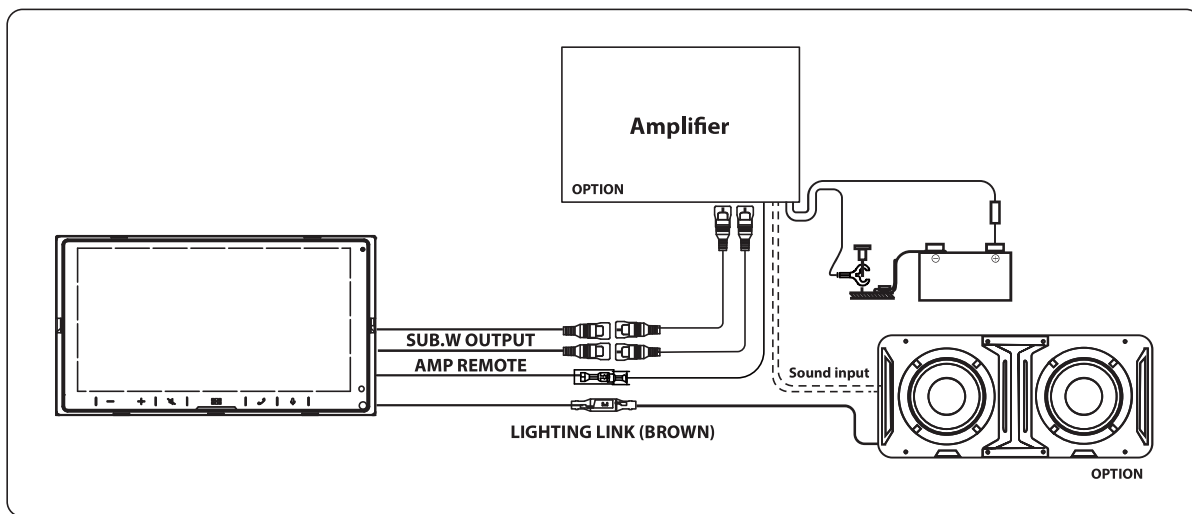 Amplifier
OPTION
SUB.W OUTPUT
AMP REMOTE
Sound input
LIGHTING LINK (BROWN)
OPTION